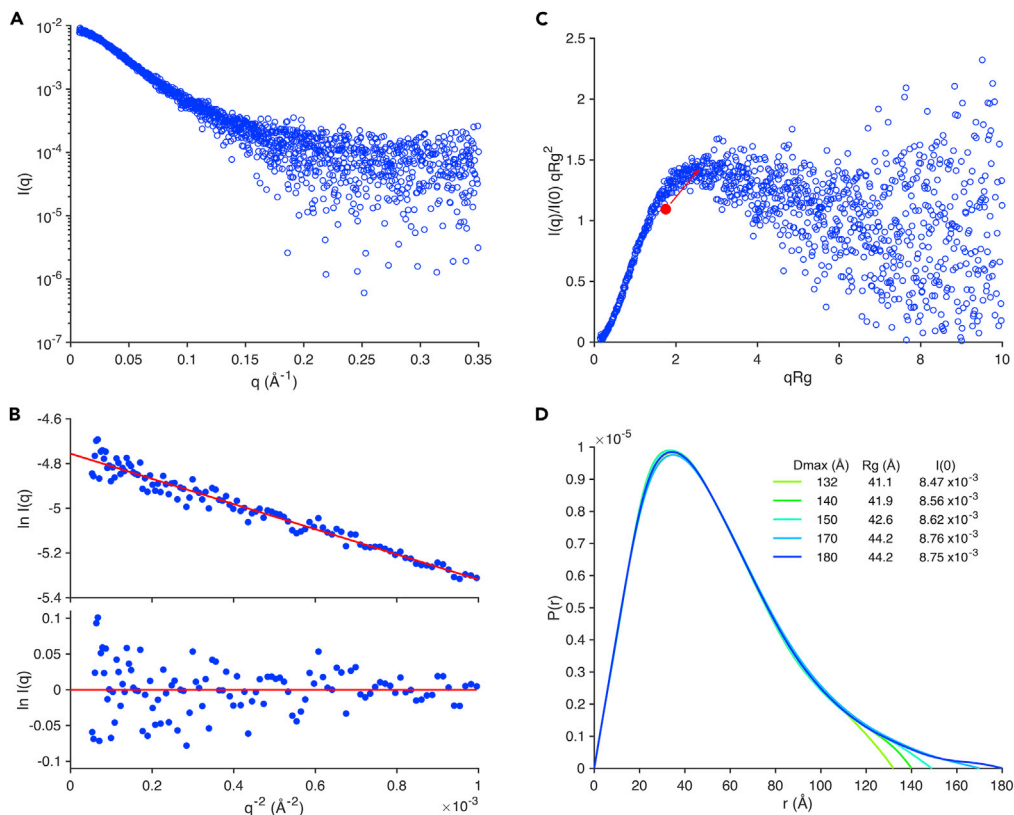 A
10⁻²
10⁻³
10⁻⁴
10⁻⁵
10⁻⁶
10⁻⁷
I(q)
0 0.05 0.1 0.15 0.2 0.25 0.3 0.35
q (Å⁻¹)
B
-4.6
-4.8
-5
-5.2
-5.4
ln I(q)
0.1
0.05
0
-0.05
-0.1
ln I(q)
0 0.2 0.4 0.6 0.8 1
q⁻² (Å⁻²)
×10⁻³
C
2.5
2
1.5
1
0.5
0
I(q)/I(0) qRg²
0 2 4 6 8 10
qRg
D
×10⁻⁵
1
0.9
0.8
0.7
0.6
0.5
0.4
0.3
0.2
0.1
0
P(r)
Dmax (Å) Rg (Å) I(0)
132 41.1 8.47 x10⁻³
140 41.9 8.56 x10⁻³
150 42.6 8.62 x10⁻³
170 44.2 8.76 x10⁻³
180 44.2 8.75 x10⁻³
0 20 40 60 80 100 120 140 160 180
r (Å)